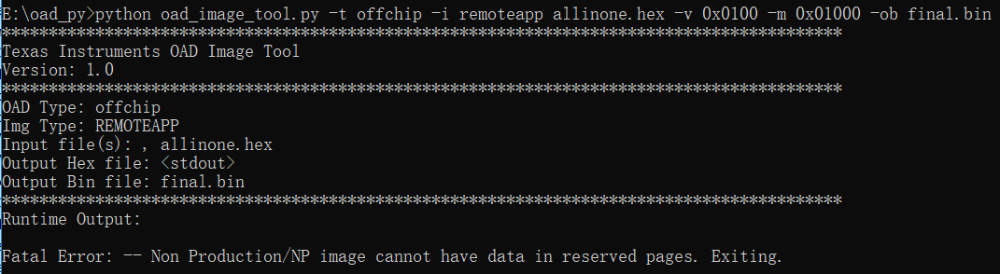 E:\oad_py>python oad_image_tool.py -t offchip -i remoteapp allinone.hex -v 0x0100 -m 0x01000 -ob final.bin
******************************************************************************************
Texas Instruments OAD Image Tool
Version: 1.0
******************************************************************************************
OAD Type: offchip
Img Type: REMOTEAPP
Input file(s): , allinone.hex
Output Hex file: <stdout>
Output Bin file: final.bin
******************************************************************************************
Runtime Output:
Fatal Error: -- Non Production/NP image cannot have data in reserved pages. Exiting.